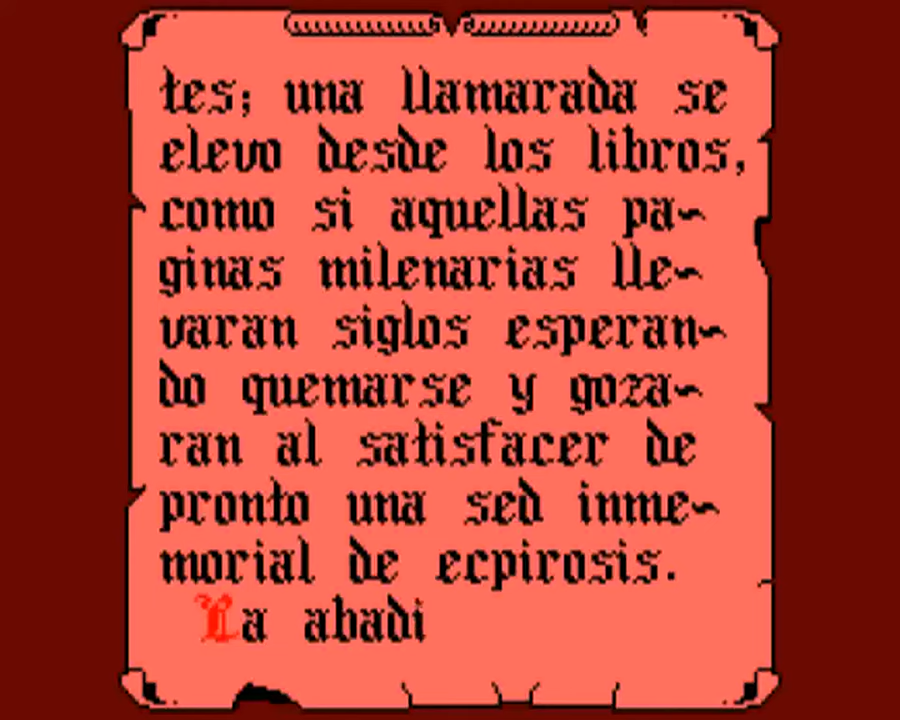 tes; una llamarada se
elevo desde los libros,
como si aquellas pa~
ginas milenarias lle~
varan siglos esperan~
do quemarse y goza~
ran al satisfacer de
pronto una sed inme~
morial de ecpirosis.
La abadi